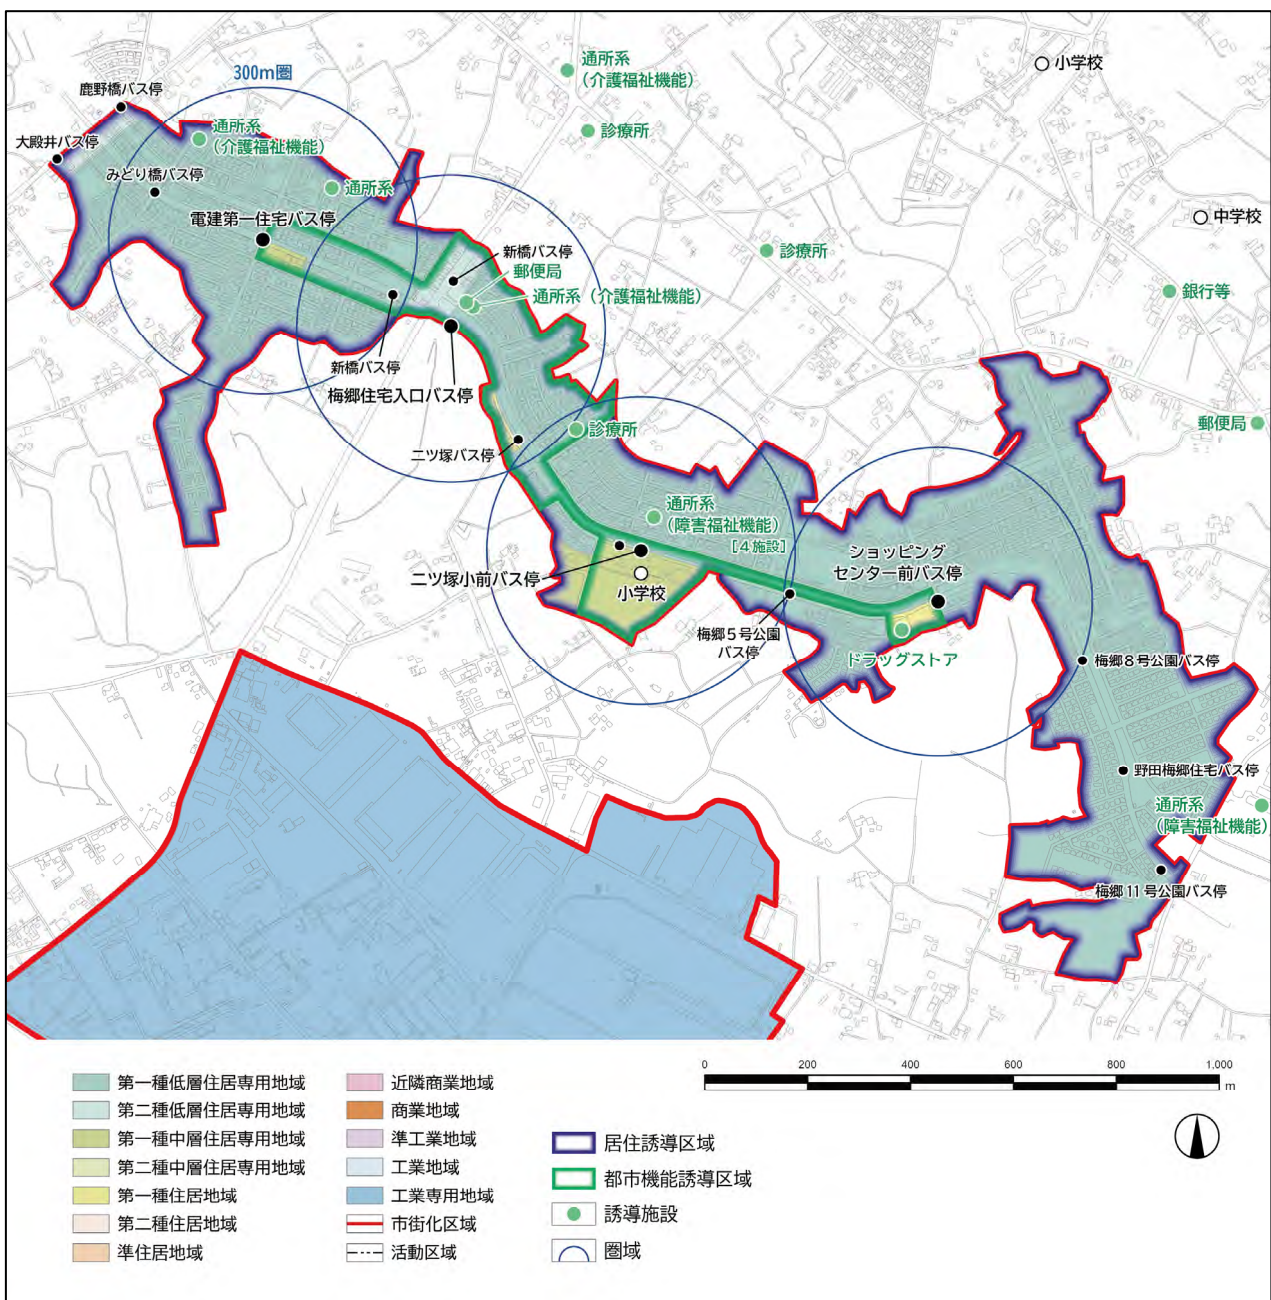 300m圏
鹿野橋バス停
大殿井バス停
通所系
（介護福祉機能）
みどり橋バス停
通所系
電建第一住宅バス停
通所系
（介護福祉機能）
診療所
小学校
中学校
診療所
銀行等
郵便局
新橋バス停
郵便局
通所系（介護福祉機能）
新橋バス停
梅郷住宅入口バス停
診療所
二ツ塚バス停
通所系
（障害福祉機能）
［4施設］
二ツ塚小前バス停
小学校
ショッピング
センター前バス停
梅郷５号公園
バス停
ドラッグストア
梅郷８号公園バス停
野田梅郷住宅バス停
通所系
（障害福祉機能）
梅郷11号公園バス停
第一種低層住居専用地域
第二種低層住居専用地域
第一種中層住居専用地域
第二種中層住居専用地域
第一種住居地域
第二種住居地域
準住居地域
近隣商業地域
商業地域
準工業地域
工業地域
工業専用地域
市街化区域
活動区域
居住誘導区域
都市機能誘導区域
誘導施設
圏域
0 200 400 600 800 1,000
m